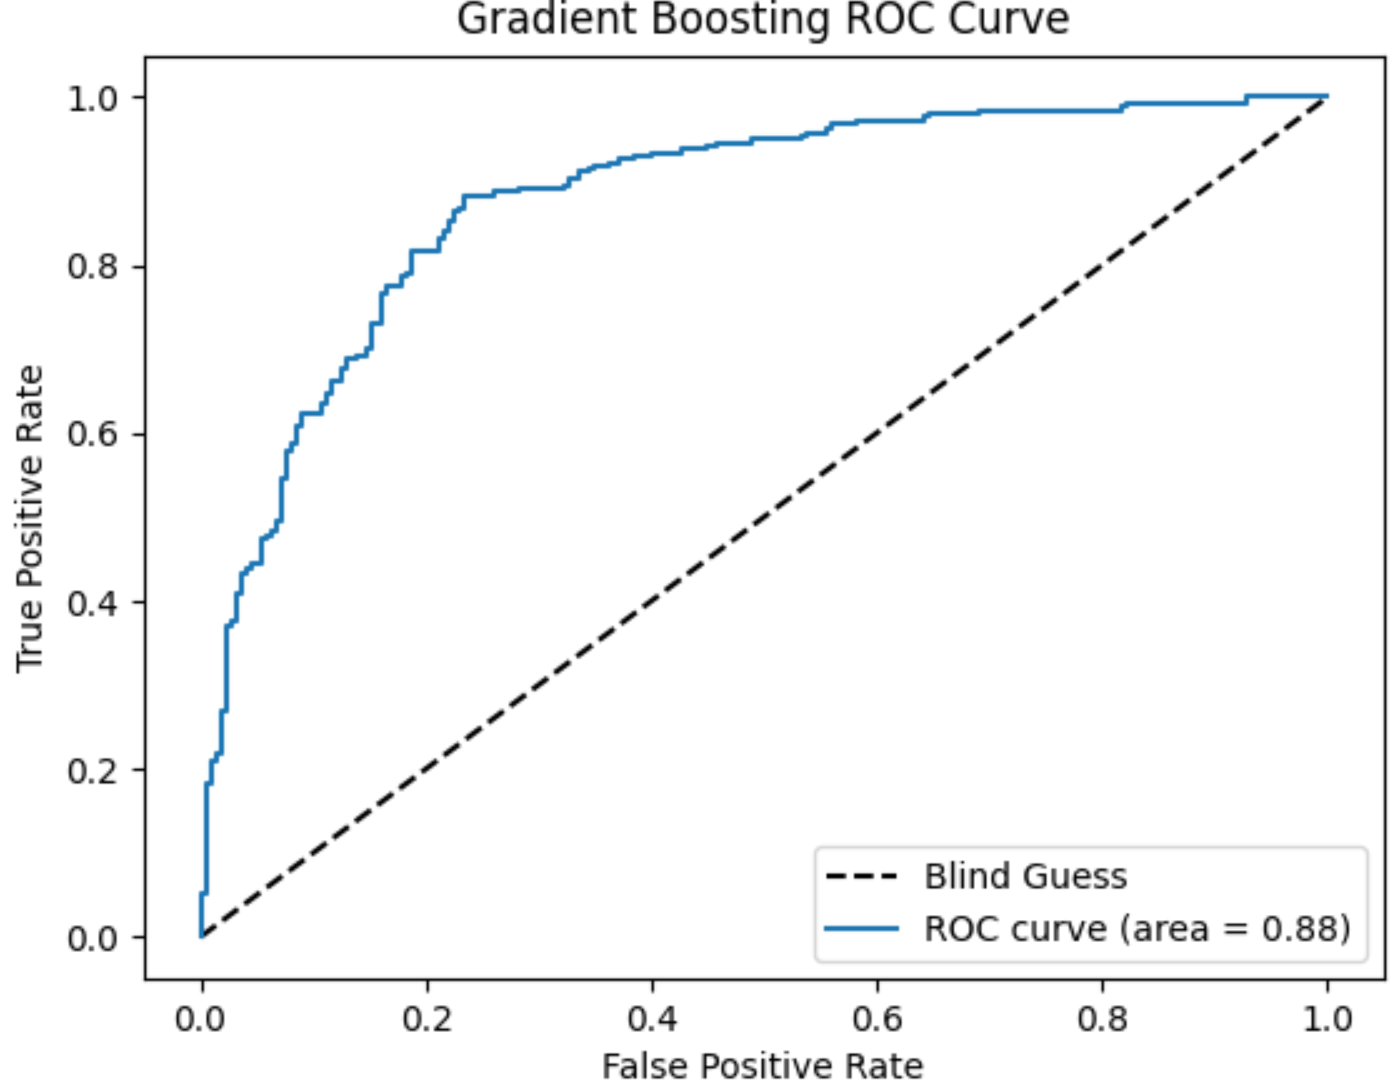 Gradient Boosting ROC Curve
True Positive Rate
1.0
0.8
0.6
0.4
0.2
0.0
Blind Guess
ROC curve (area = 0.88)
0.0 0.2 0.4 0.6 0.8 1.0
False Positive Rate